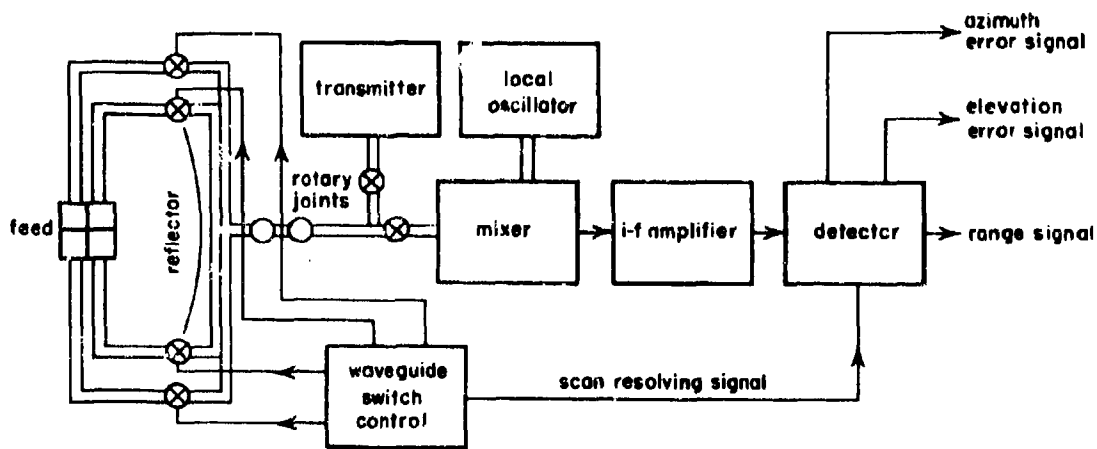 azimuth
error signal
transmitter
local
oscillator
elevation
error signal
rotary
joints
feed
reflector
mixer
i-f amplifier
detector
range signal
waveguide
switch
control
scan resolving signal